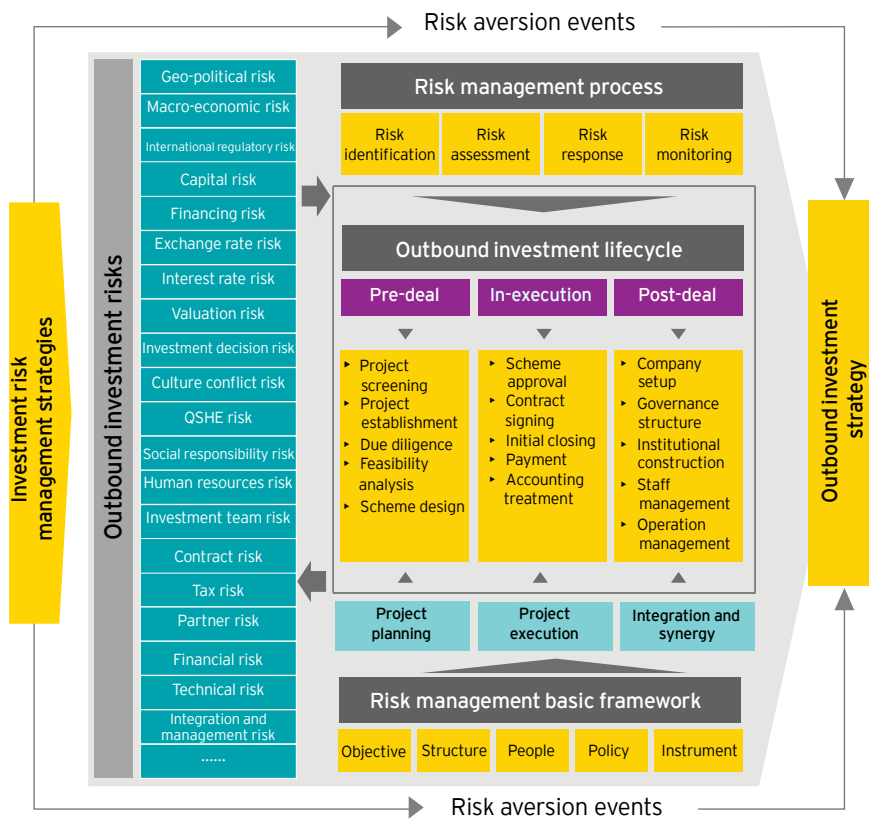 Risk aversion events
Investment risk
management strategies
Outbound investment risks
Geo-political risk
Macro-economic risk
International regulatory risk
Capital risk
Financing risk
Exchange rate risk
Interest rate risk
Valuation risk
Investment decision risk
Culture conflict risk
QSHE risk
Social responsibility risk
Human resources risk
Investment team risk
Contract risk
Tax risk
Partner risk
Financial risk
Technical risk
Integration and
management risk
......
Risk management process
Risk
identification
Risk
assessment
Risk
response
Risk
monitoring
Outbound investment lifecycle
Pre-deal
In-execution
Post-deal
‣ Project
screening
‣ Project
establishment
‣ Due diligence
‣ Feasibility
analysis
‣ Scheme design
‣ Scheme
approval
‣ Contract
signing
‣ Initial closing
‣ Payment
‣ Accounting
treatment
‣ Company
setup
‣ Governance
structure
‣ Institutional
construction
‣ Staff
management
‣ Operation
management
Project
planning
Project
execution
Integration and
synergy
Risk management basic framework
Objective
Structure
People
Policy
Instrument
Outbound investment
strategy
Risk aversion events